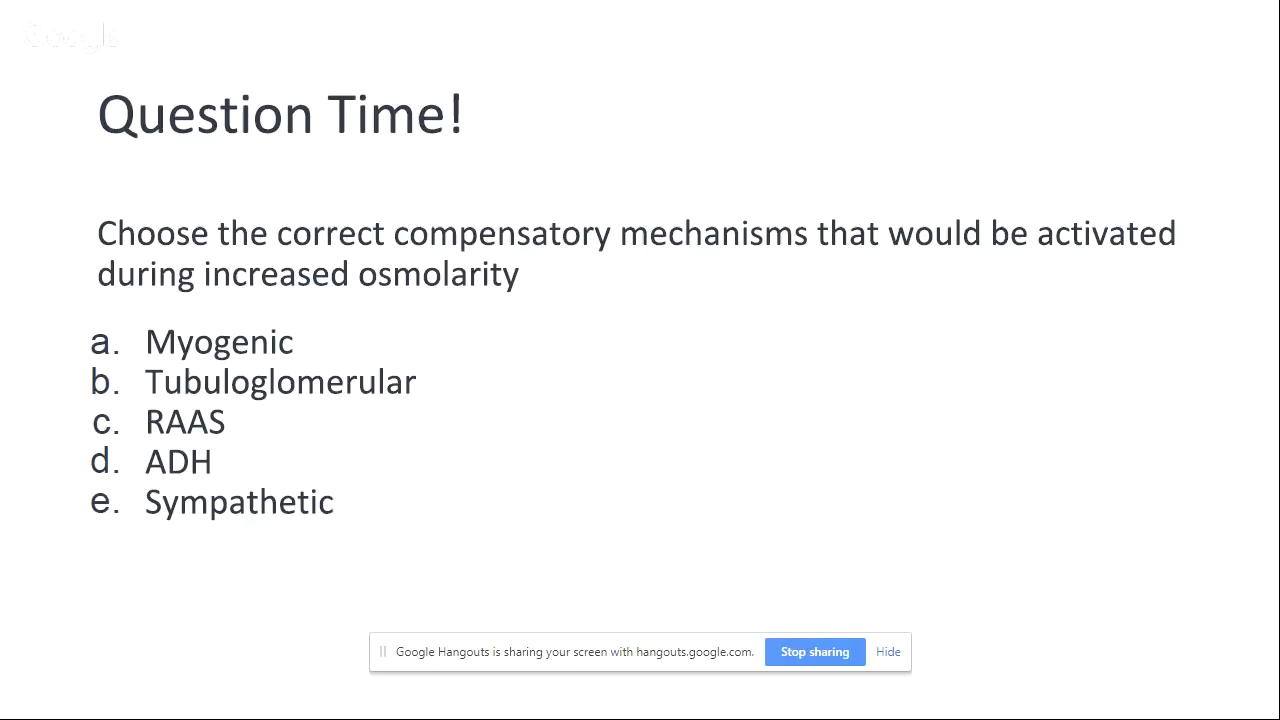 Question Time!
Choose the correct compensatory mechanisms that would be activated
during increased osmolarity
a. Myogenic
b. Tubuloglomerular
c. RAAS
d. ADH
e. Sympathetic
Google Hangouts is sharing your screen with hangouts.google.com. Stop sharing Hide